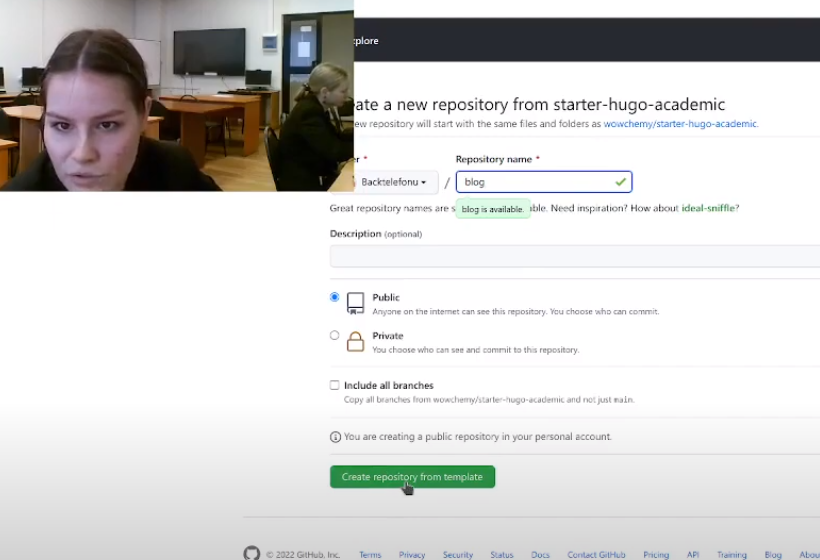 xplore
ate a new repository from starter-hugo-academic
ew repository will start with the same files and folders as wowchemy/starter-hugo-academic.
er * Repository name *
Backtelefonu / blog
Great repository names are s ble. Need inspiration? How about ideal-sniffle?
blog is available.
Description (optional)
Public
Anyone on the internet can see this repository. You choose who can commit.
Private
You choose who can see and commit to this repository.
Include all branches
Copy all branches from wowchemy/starter-hugo-academic and not just main.
You are creating a public repository in your personal account.
Create repository from template
© 2022 GitHub, Inc. Terms Privacy Security Status Docs Contact GitHub Pricing API Training Blog Abou